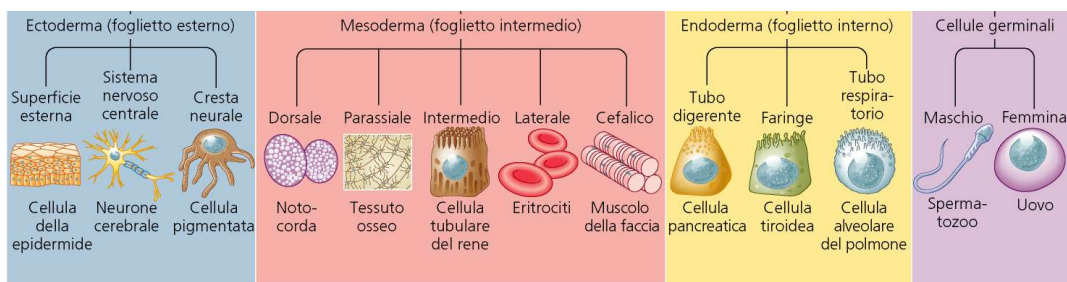 Ectoderma (foglietto esterno)
Superficie
esterna
Sistema
nervoso
centrale
Cresta
neurale
Cellula
della
epidermide
Neurone
cerebrale
Cellula
pigmentata
Mesoderma (foglietto intermedio)
Dorsale
Parassiale
Intermedio
Laterale
Cefalico
Noto-
corda
Tessuto
osseo
Cellula
tubulare
del rene
Eritrociti
Muscolo
della faccia
Endoderma (foglietto interno)
Tubo
digerente
Faringe
Tubo
respira-
torio
Cellula
pancreatica
Cellula
tiroidea
Cellula
alveolare
del polmone
Cellule germinali
Maschio
Femmina
Sperma-
tozoo
Uovo